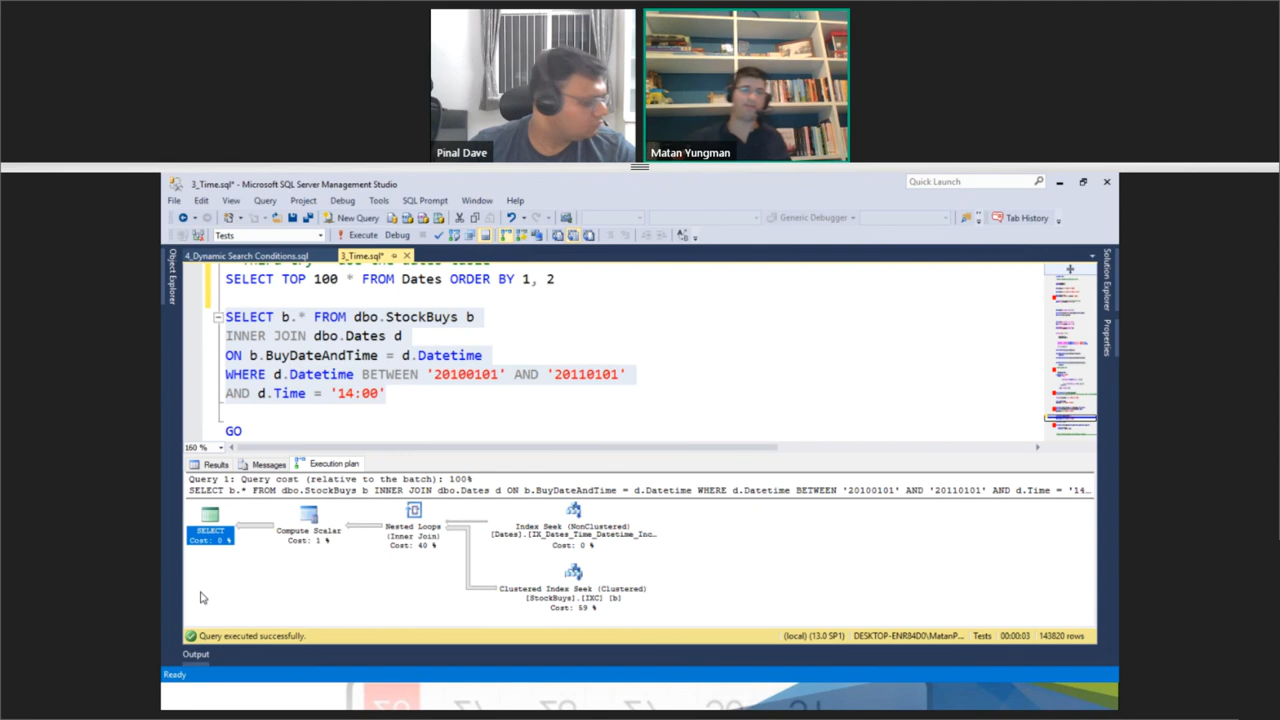 Pinal Dave
Matan Yungman
3_Time.sql* - Microsoft SQL Server Management Studio
Quick Launch
File Edit View Query Project Debug Tools SQL Prompt Window Help
New Query
Generic Debugger
Tab History
Tests
Execute Debug
Object Explorer
4_Dynamic Search Conditions.sql
3_Time.sql*
Solution Explorer
Properties
SELECT TOP 100 * FROM Dates ORDER BY 1, 2
SELECT b.* FROM dbo.StockBuys b
INNER JOIN dbo.Dates d
ON b.BuyDateAndTime = d.Datetime
WHERE d.Datetime BETWEEN '20100101' AND '20110101'
AND d.Time = '14:00'
GO
160 %
Results Messages Execution plan
Query 1: Query cost (relative to the batch): 100%
SELECT b.* FROM dbo.StockBuys b INNER JOIN dbo.Dates d ON b.BuyDateAndTime = d.Datetime WHERE d.Datetime BETWEEN '20100101' AND '20110101' AND d.Time = '14…
SELECT
Cost: 0 %
Compute Scalar
Cost: 1 %
Nested Loops
(Inner Join)
Cost: 40 %
Index Seek (NonClustered)
[Dates].[IX_Dates_Time_Datetime_Inc…
Cost: 0 %
Clustered Index Seek (Clustered)
[StockBuys].[IXC] [b]
Cost: 59 %
Query executed successfully.
(local) (13.0 SP1) DESKTOP-ENR84D0\MatanP... Tests 00:00:03 143820 rows
Output
Ready